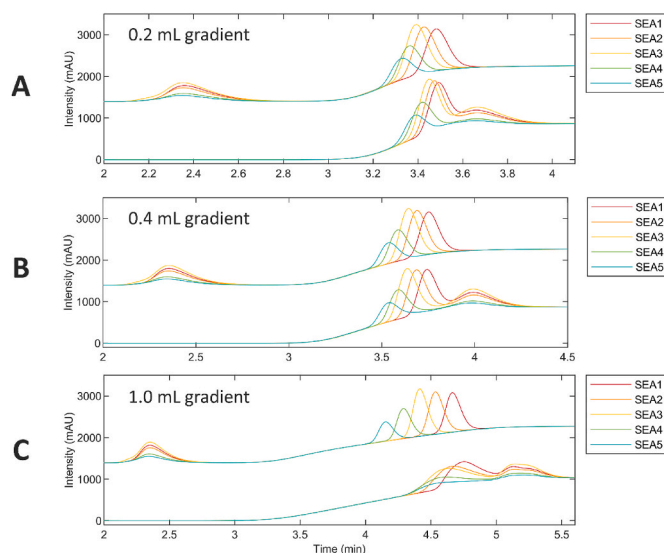 A
0.2 mL gradient
Intensity (mAU)
3000
2000
1000
0
2
2.2
2.4
2.6
2.8
3
3.2
3.4
3.6
3.8
4
SEA1
SEA2
SEA3
SEA4
SEA5
B
0.4 mL gradient
Intensity (mAU)
3000
2000
1000
0
2
2.5
3
3.5
4
4.5
SEA1
SEA2
SEA3
SEA4
SEA5
C
1.0 mL gradient
Intensity (mAU)
3000
2000
1000
0
2
2.5
3
3.5
4
4.5
5
5.5
Time (min)
SEA1
SEA2
SEA3
SEA4
SEA5